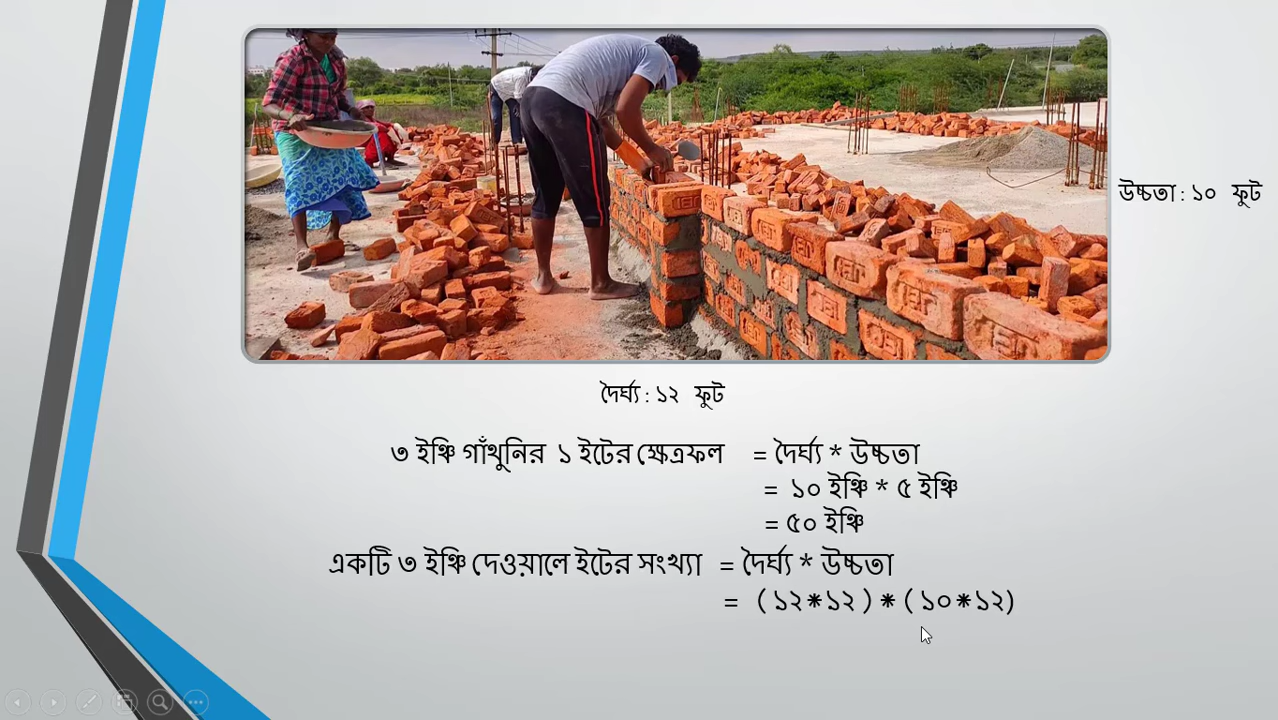 উচ্চতা : ১০ ফুট
দৈর্ঘ্য : ১২ ফুট
৩ ইঞ্চি গাঁথুনির ১ ইটের ক্ষেত্রফল = দৈর্ঘ্য * উচ্চতা
= ১০ ইঞ্চি * ৫ ইঞ্চি
= ৫০ ইঞ্চি
একটি ৩ ইঞ্চি দেওয়ালে ইটের সংখ্যা = দৈর্ঘ্য * উচ্চতা
= ( ১২*১২ ) * ( ১০*১২)